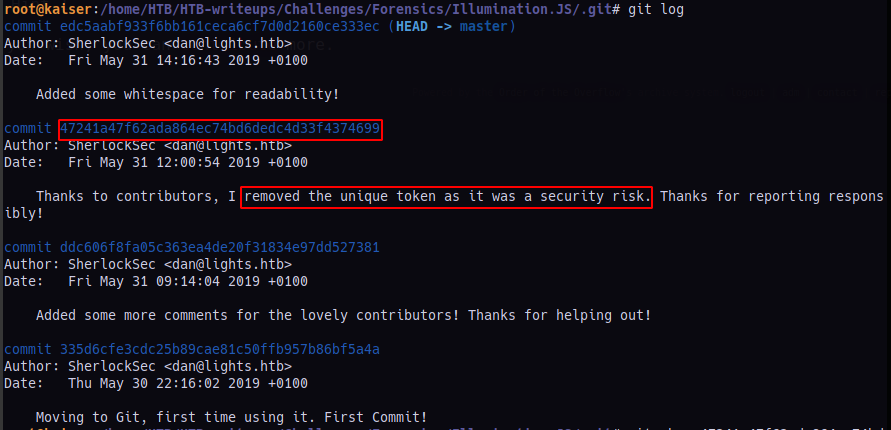 root@kaiser:/home/HTB/HTB-writeups/Challenges/Forensics/Illumination.JS/.git# git log
commit edc5aabf933f6bb161ceca6cf7d0d2160ce333ec (HEAD -> master)
Author: SherlockSec <dan@lights.htb>
Date:   Fri May 31 14:16:43 2019 +0100
    Added some whitespace for readability!
commit 47241a47f62ada864ec74bd6dedc4d33f4374699
Author: SherlockSec <dan@lights.htb>
Date:   Fri May 31 12:00:54 2019 +0100
    Thanks to contributors, I removed the unique token as it was a security risk. Thanks for reporting respons
ibly!
commit ddc606f8fa05c363ea4de20f31834e97dd527381
Author: SherlockSec <dan@lights.htb>
Date:   Fri May 31 09:14:04 2019 +0100
    Added some more comments for the lovely contributors! Thanks for helping out!
commit 335d6cfe3cdc25b89cae81c50ffb957b86bf5a4a
Author: SherlockSec <dan@lights.htb>
Date:   Thu May 30 22:16:02 2019 +0100
    Moving to Git, first time using it. First Commit!